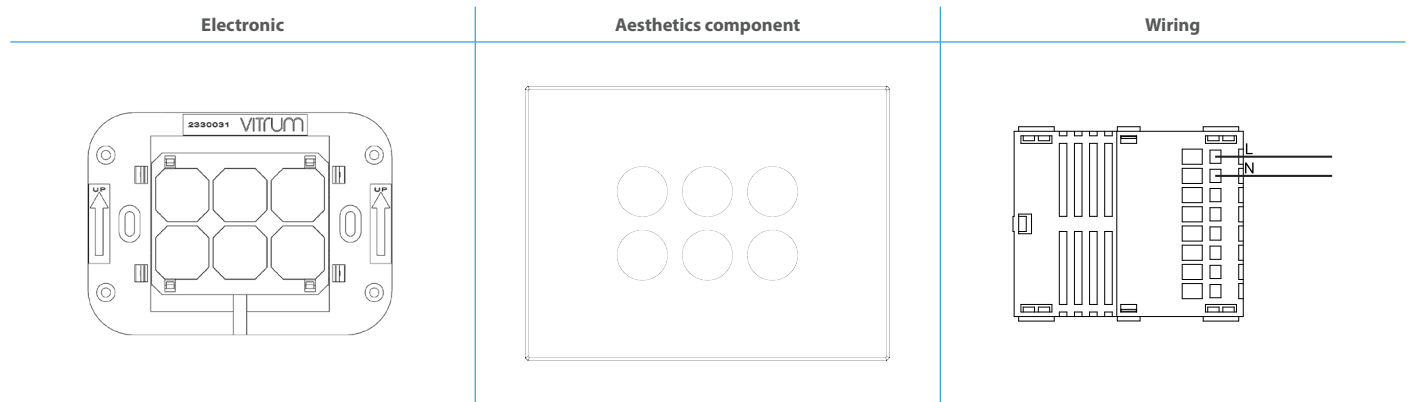 Electronic
Aesthetics component
Wiring
2330031 VITrUM
UP
UP
L
N